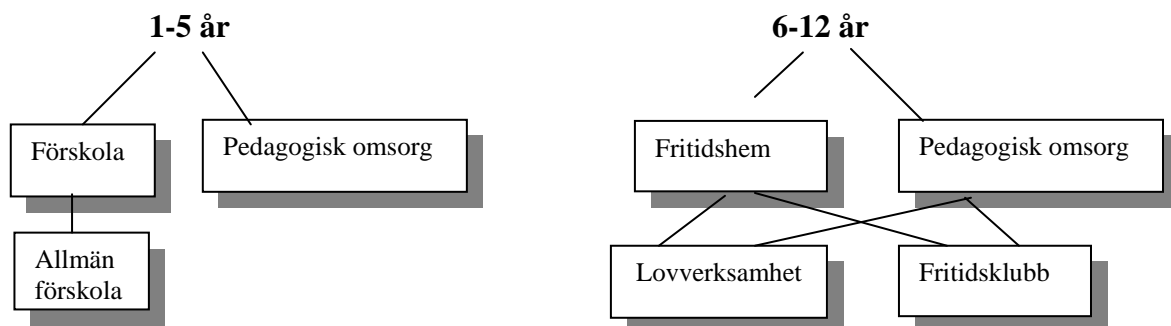 1-5 år
6-12 år
Förskola
Pedagogisk omsorg
Fritidshem
Pedagogisk omsorg
Allmän
förskola
Lovverksamhet
Fritidsklubb